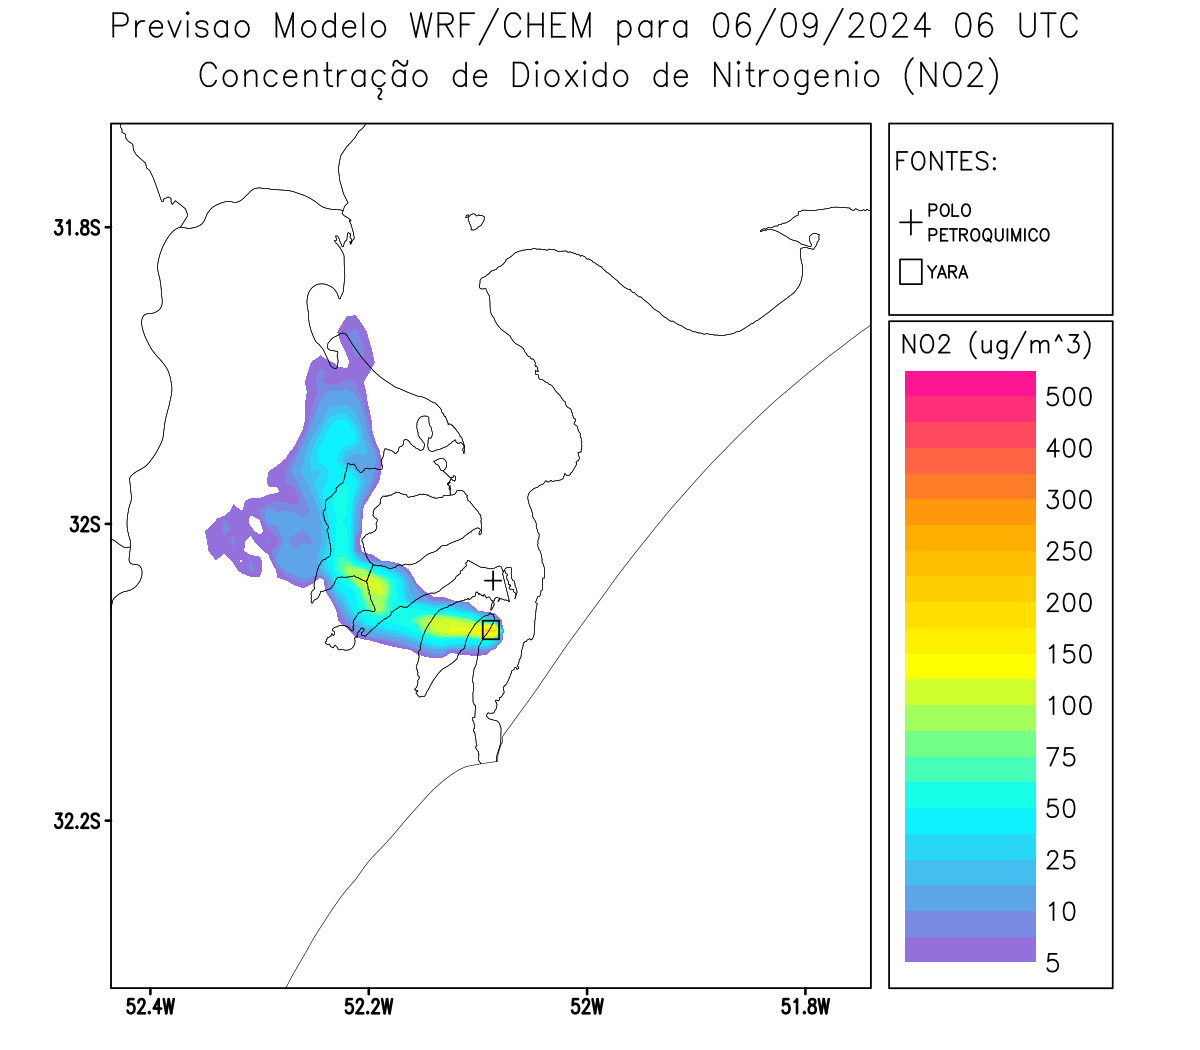 Previsao Modelo WRF/CHEM para 06/09/2024 06 UTC
Concentração de Dioxido de Nitrogenio (NO2)
FONTES:
POLO
PETROQUIMICO
YARA
NO2 (ug/m^3)
500
400
300
250
200
150
100
75
50
25
10
5
31.8S
32S
32.2S
52.4W
52.2W
52W
51.8W